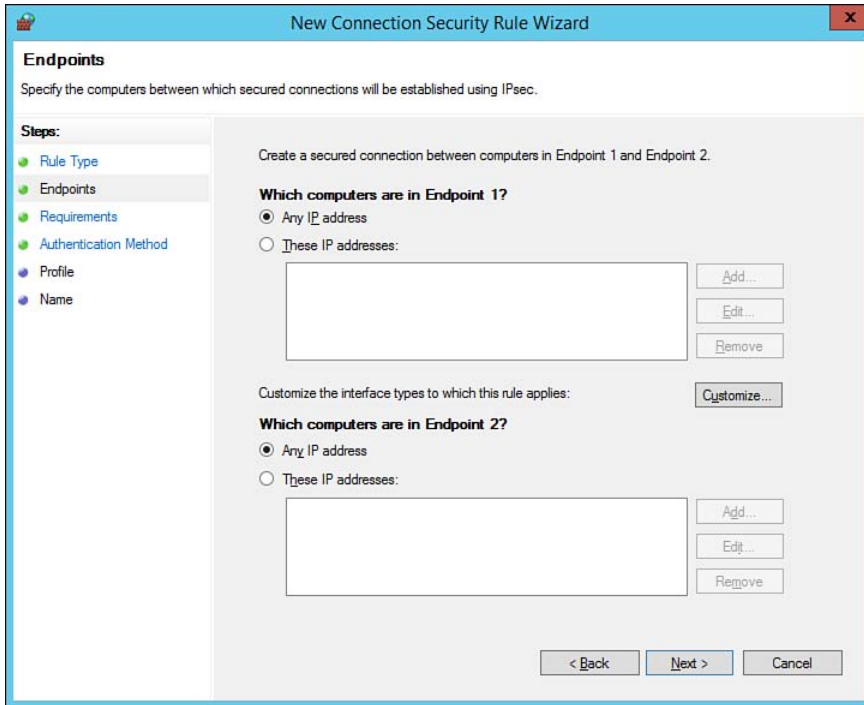 New Connection Security Rule Wizard
x
Endpoints
Specify the computers between which secured connections will be established using IPsec.
Steps:
Rule Type
Endpoints
Requirements
Authentication Method
Profile
Name
Create a secured connection between computers in Endpoint 1 and Endpoint 2.
Which computers are in Endpoint 1?
Any IP address
These IP addresses:
Add...
Edit...
Remove
Customize the interface types to which this rule applies:
Customize...
Which computers are in Endpoint 2?
Any IP address
These IP addresses:
Add...
Edit...
Remove
< Back
Next >
Cancel